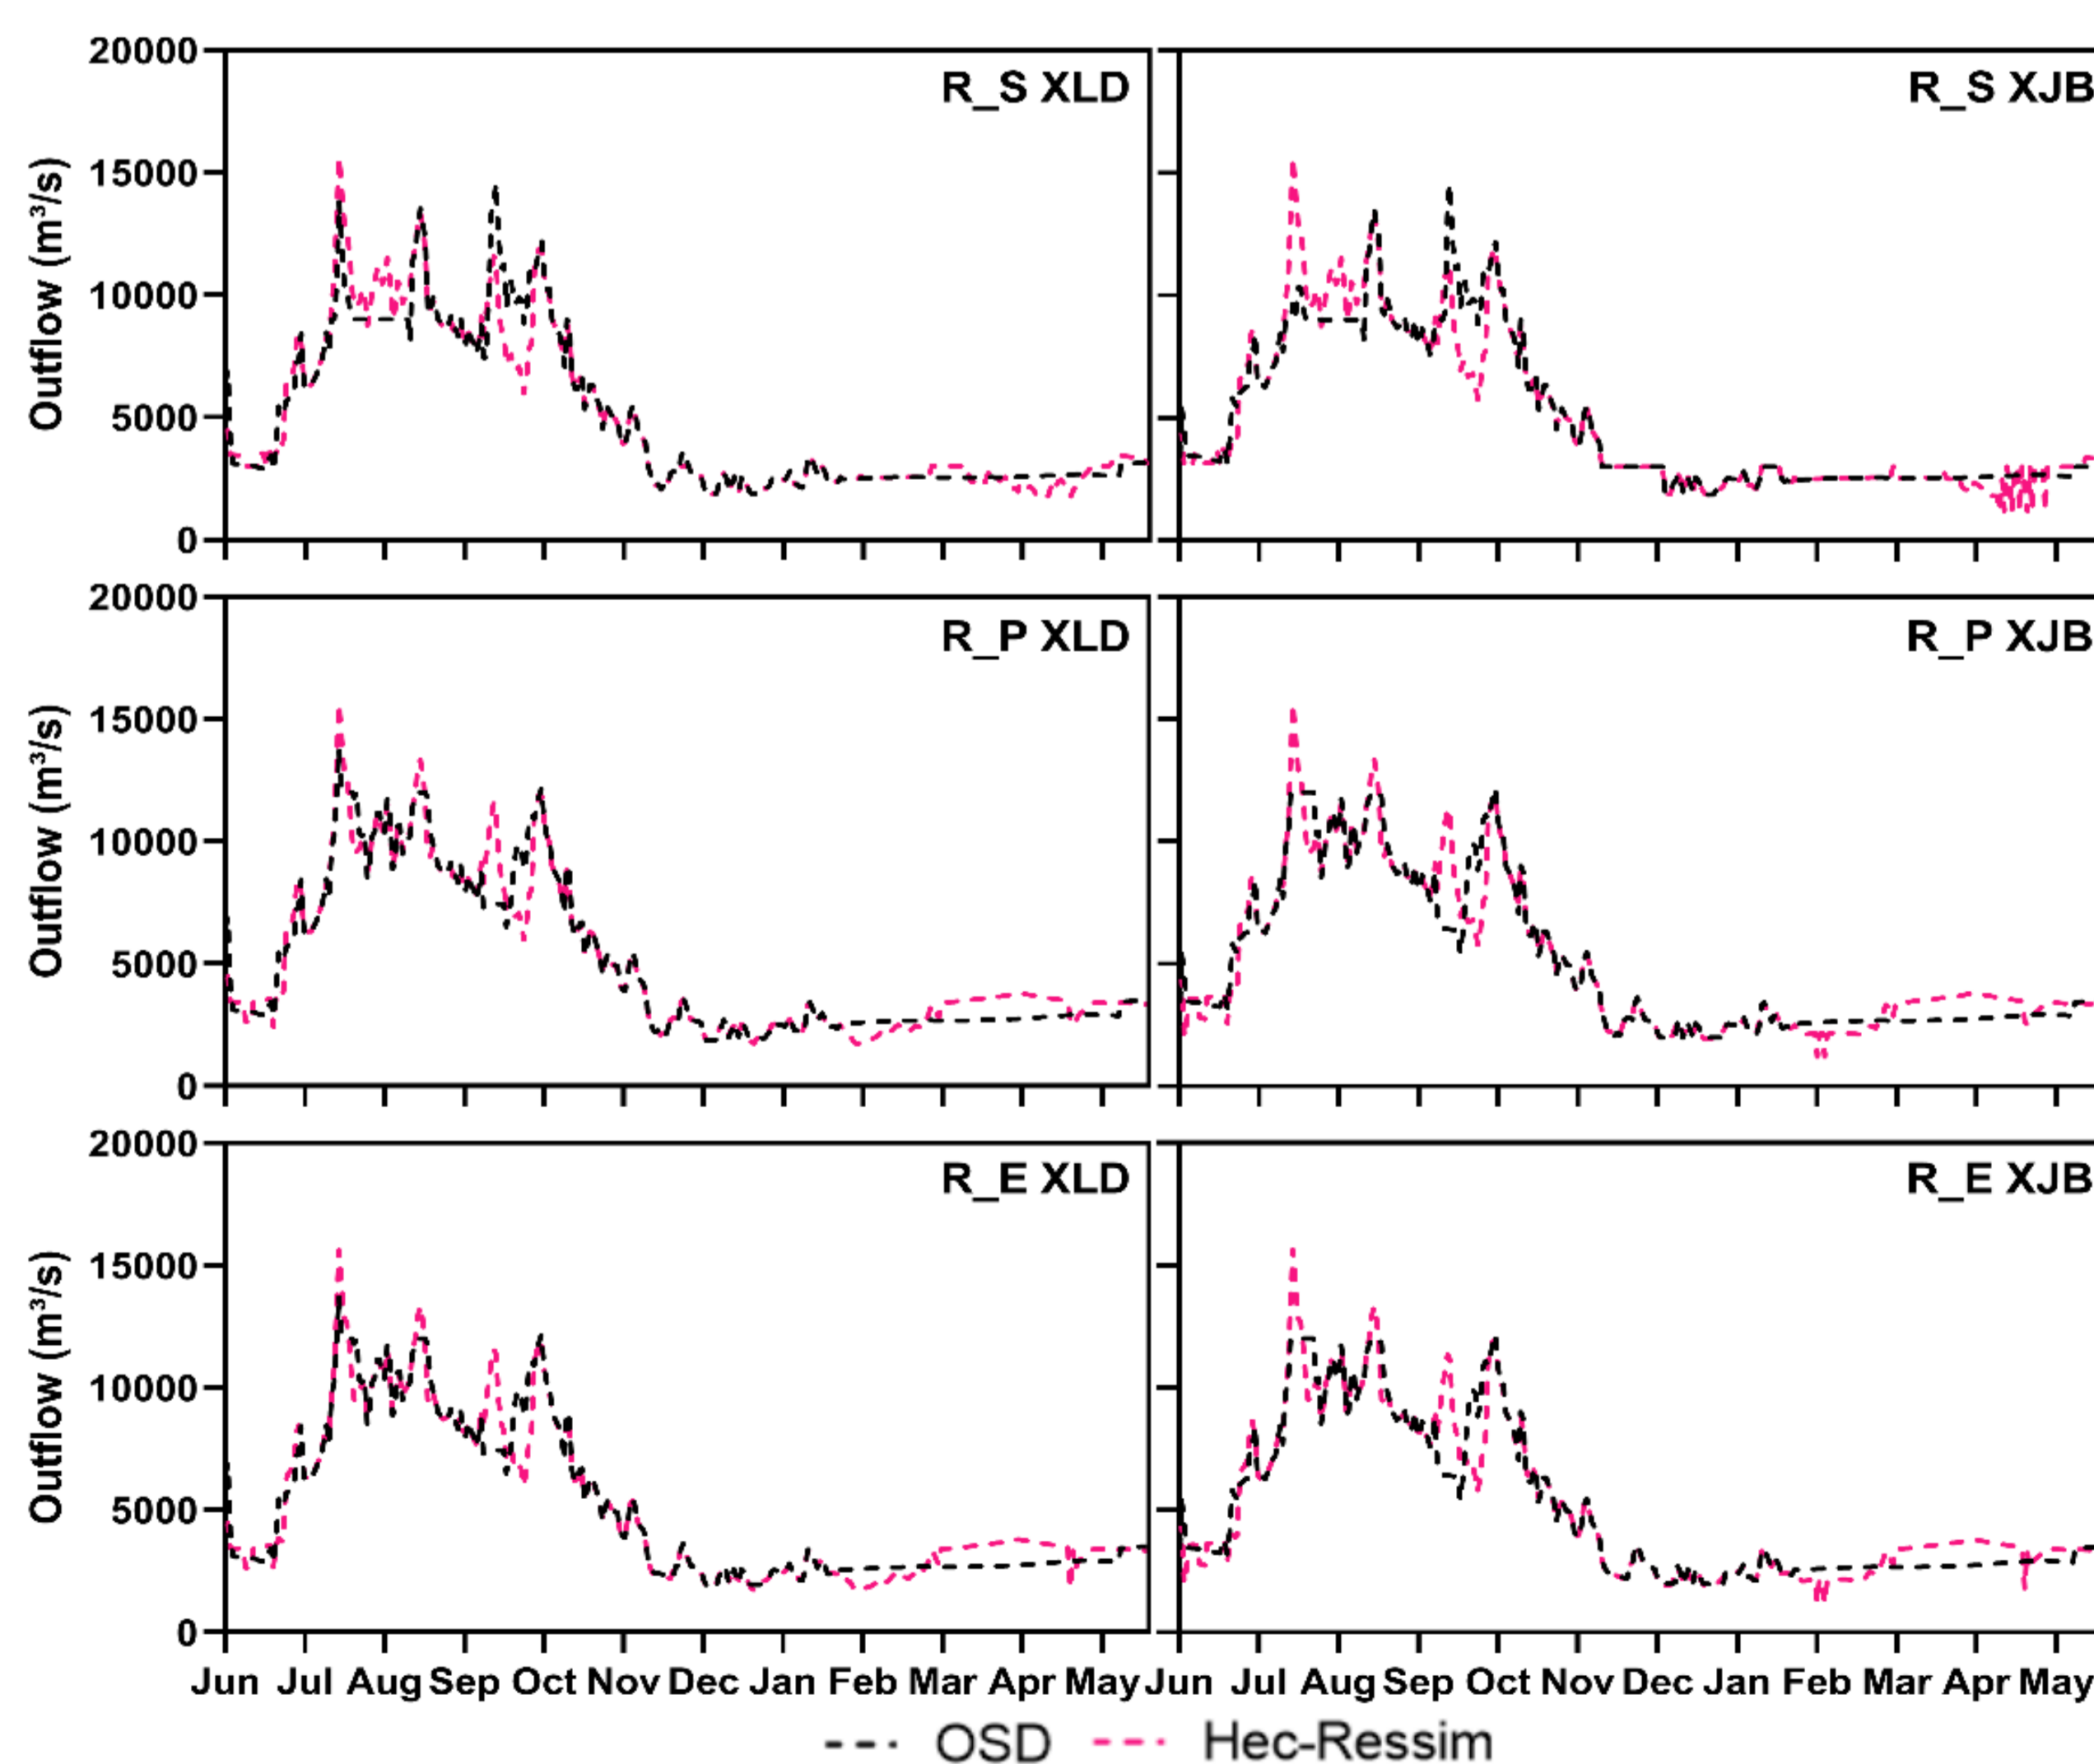 20000
R_S XLD
R_S XJB
15000
10000
5000
0
Outflow (m³/s)
20000
R_P XLD
R_P XJB
15000
10000
5000
0
Outflow (m³/s)
20000
R_E XLD
R_E XJB
15000
10000
5000
0
Outflow (m³/s)
Jun Jul Aug Sep Oct Nov Dec Jan Feb Mar Apr May Jun Jul Aug Sep Oct Nov Dec Jan Feb Mar Apr May
OSD Hec-Ressim